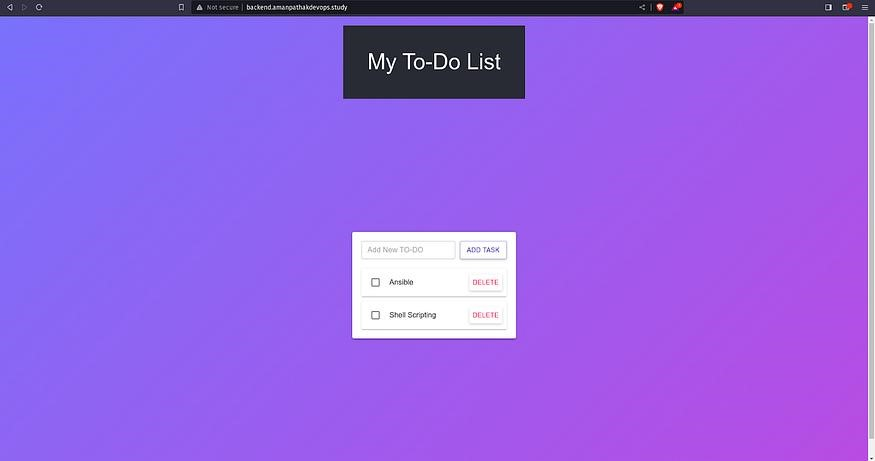 Not secure
backend.amanpathakdevops.study
My To-Do List
Add New TO-DO
ADD TASK
Ansible
DELETE
Shell Scripting
DELETE